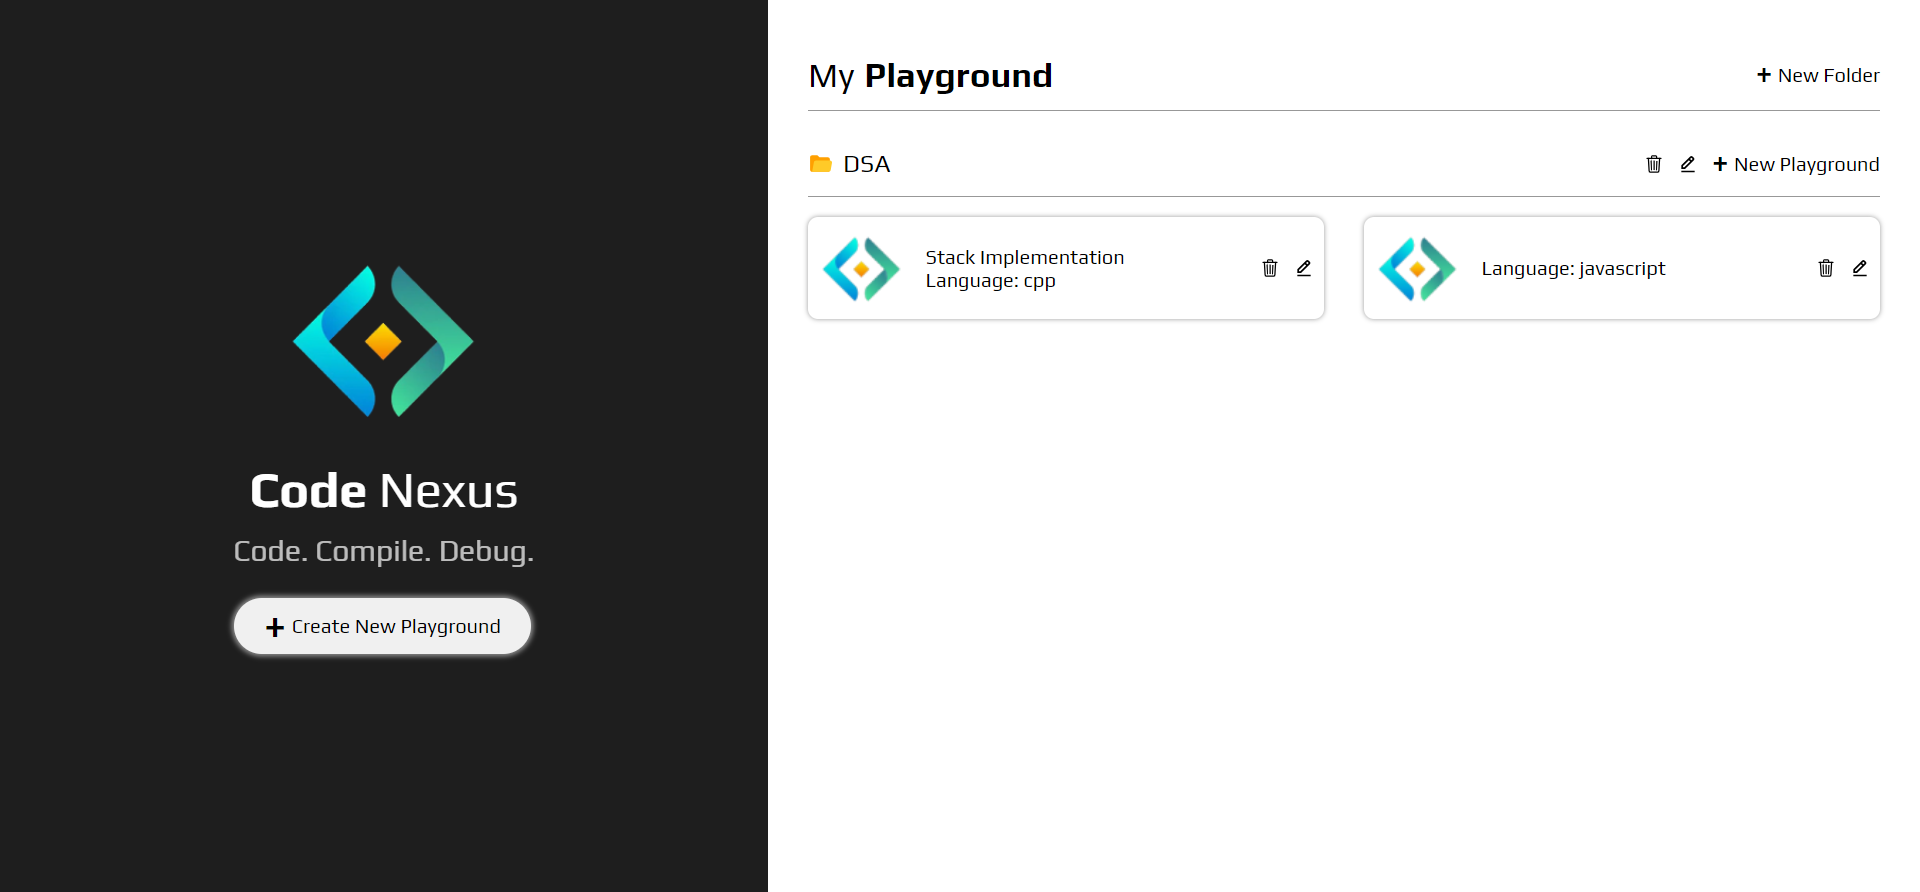 Code Nexus
Code. Compile. Debug.
+ Create New Playground
My Playground
+ New Folder
DSA
+ New Playground
Stack Implementation
Language: cpp
Language: javascript